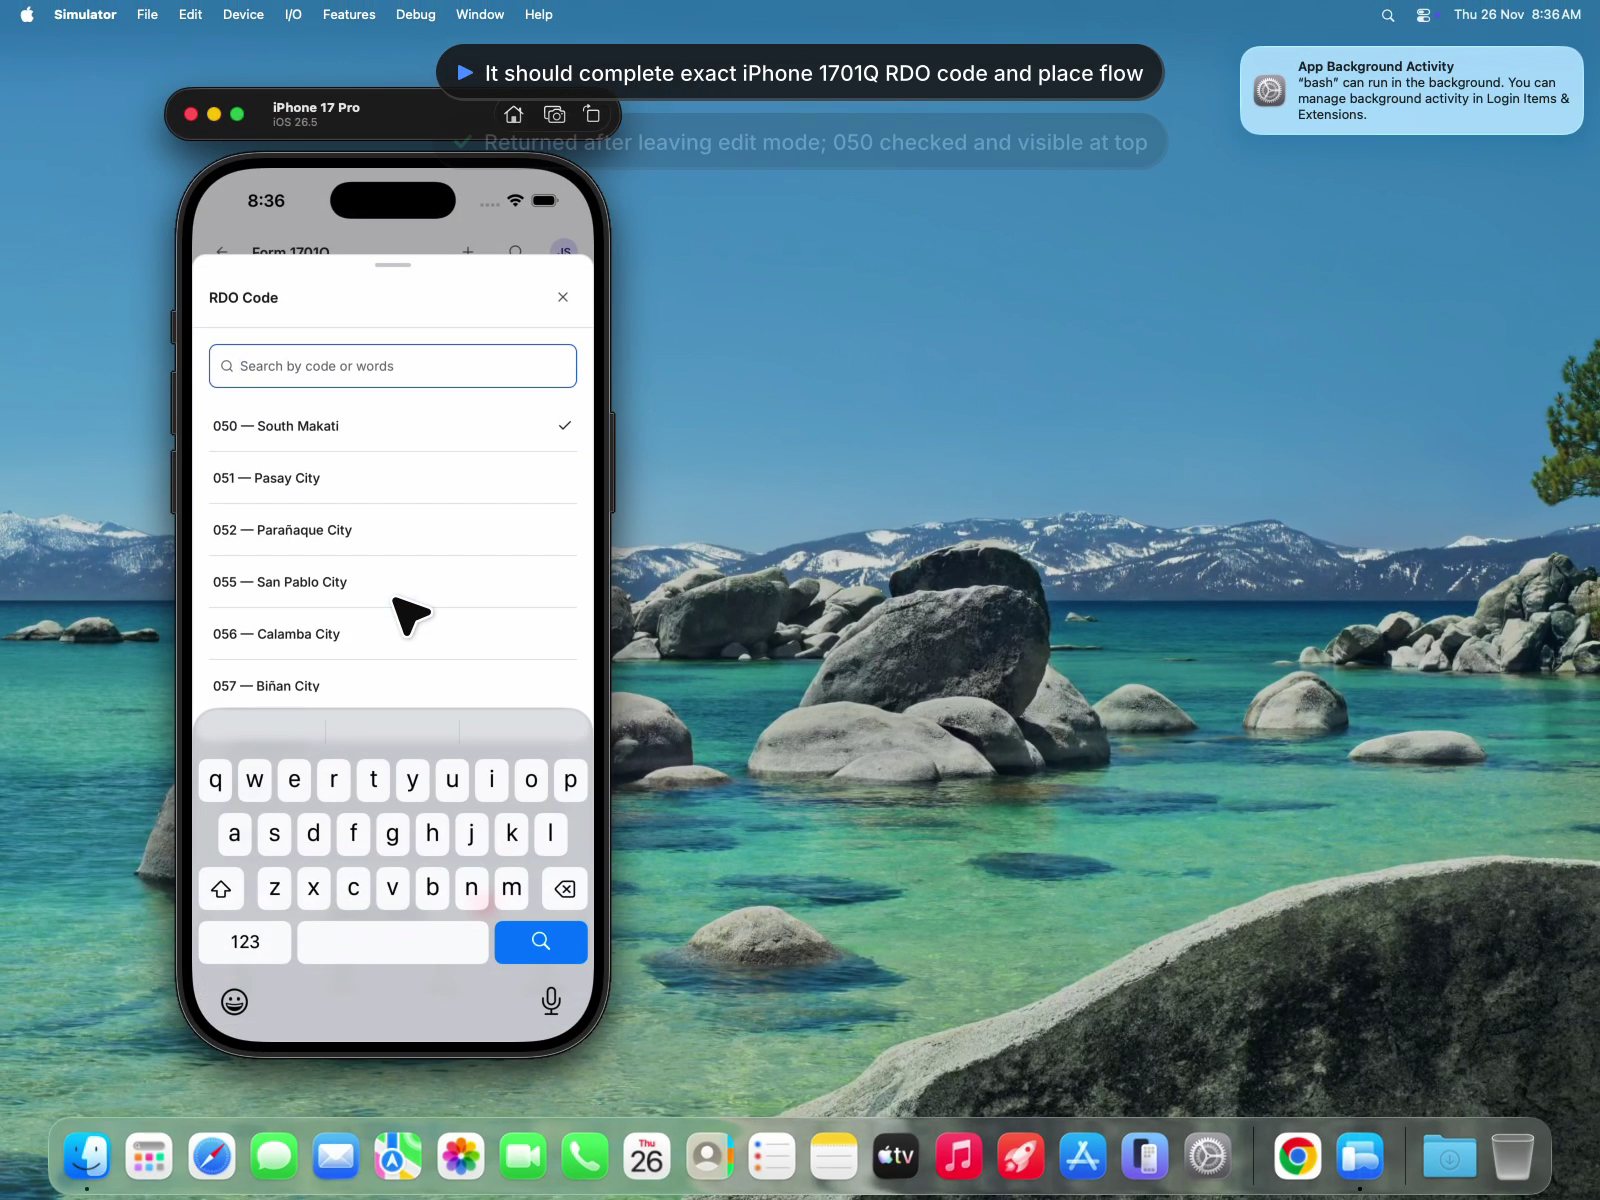 Simulator File Edit Device I/O Features Debug Window Help Thu 26 Nov 8:36 AM
It should complete exact iPhone 1701Q RDO code and place flow
App Background Activity
“bash” can run in the background. You can
manage background activity in Login Items &
Extensions.
iPhone 17 Pro
iOS 26.5
Returned after leaving edit mode; 050 checked and visible at top
8:36
Form 1701Q JS
RDO Code
Search by code or words
050 — South Makati
051 — Pasay City
052 — Parañaque City
055 — San Pablo City
056 — Calamba City
057 — Biñan City
q w e r t y u i o p
a s d f g h j k l
z x c v b n m
123
Thu
26
tv